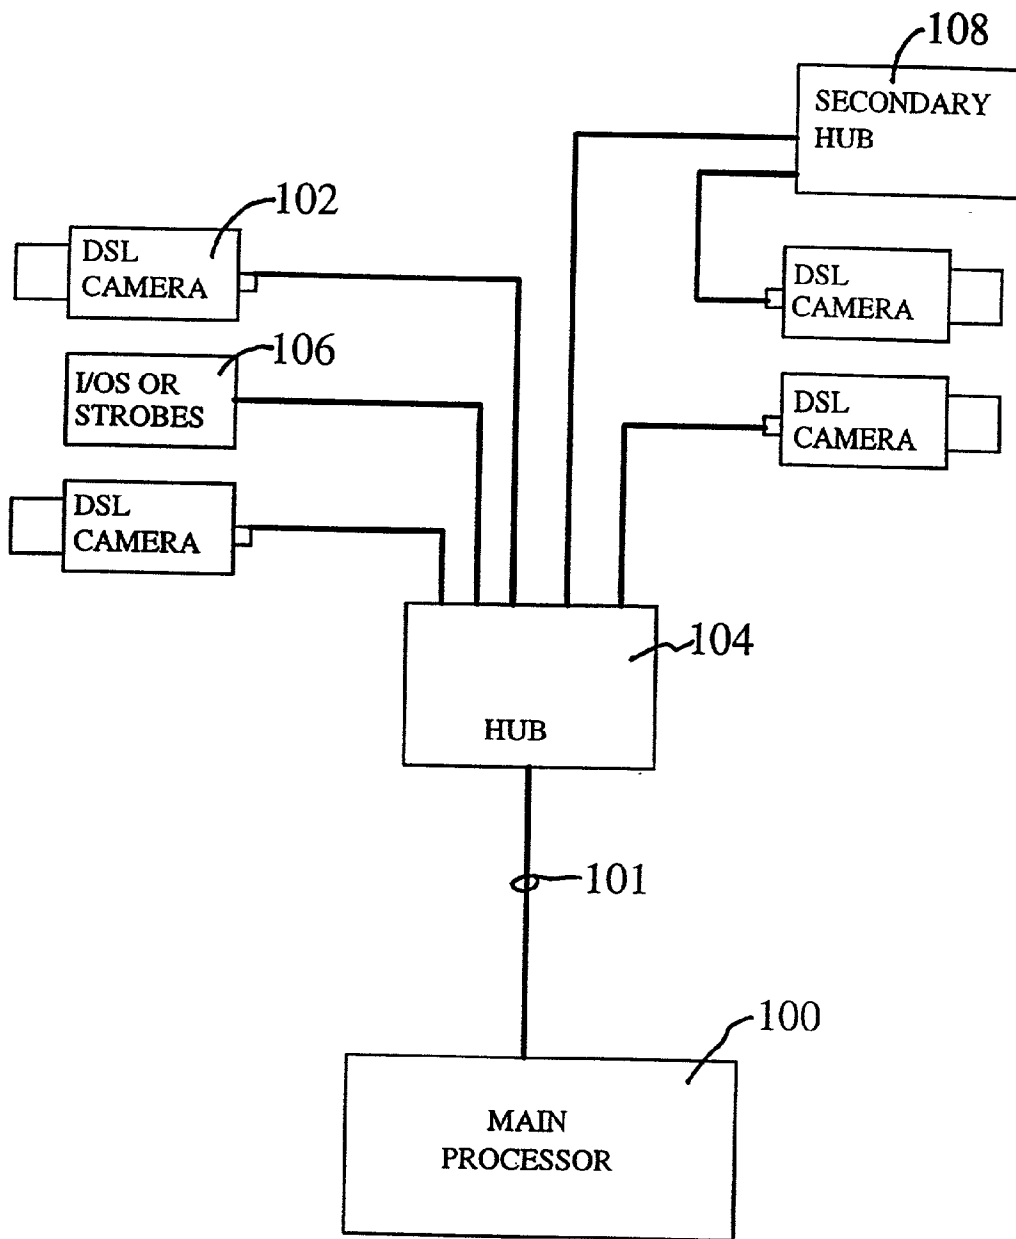 108
SECONDARY
HUB
102
DSL
CAMERA
DSL
CAMERA
106
I/OS OR
STROBES
DSL
CAMERA
DSL
CAMERA
104
HUB
101
100
MAIN
PROCESSOR